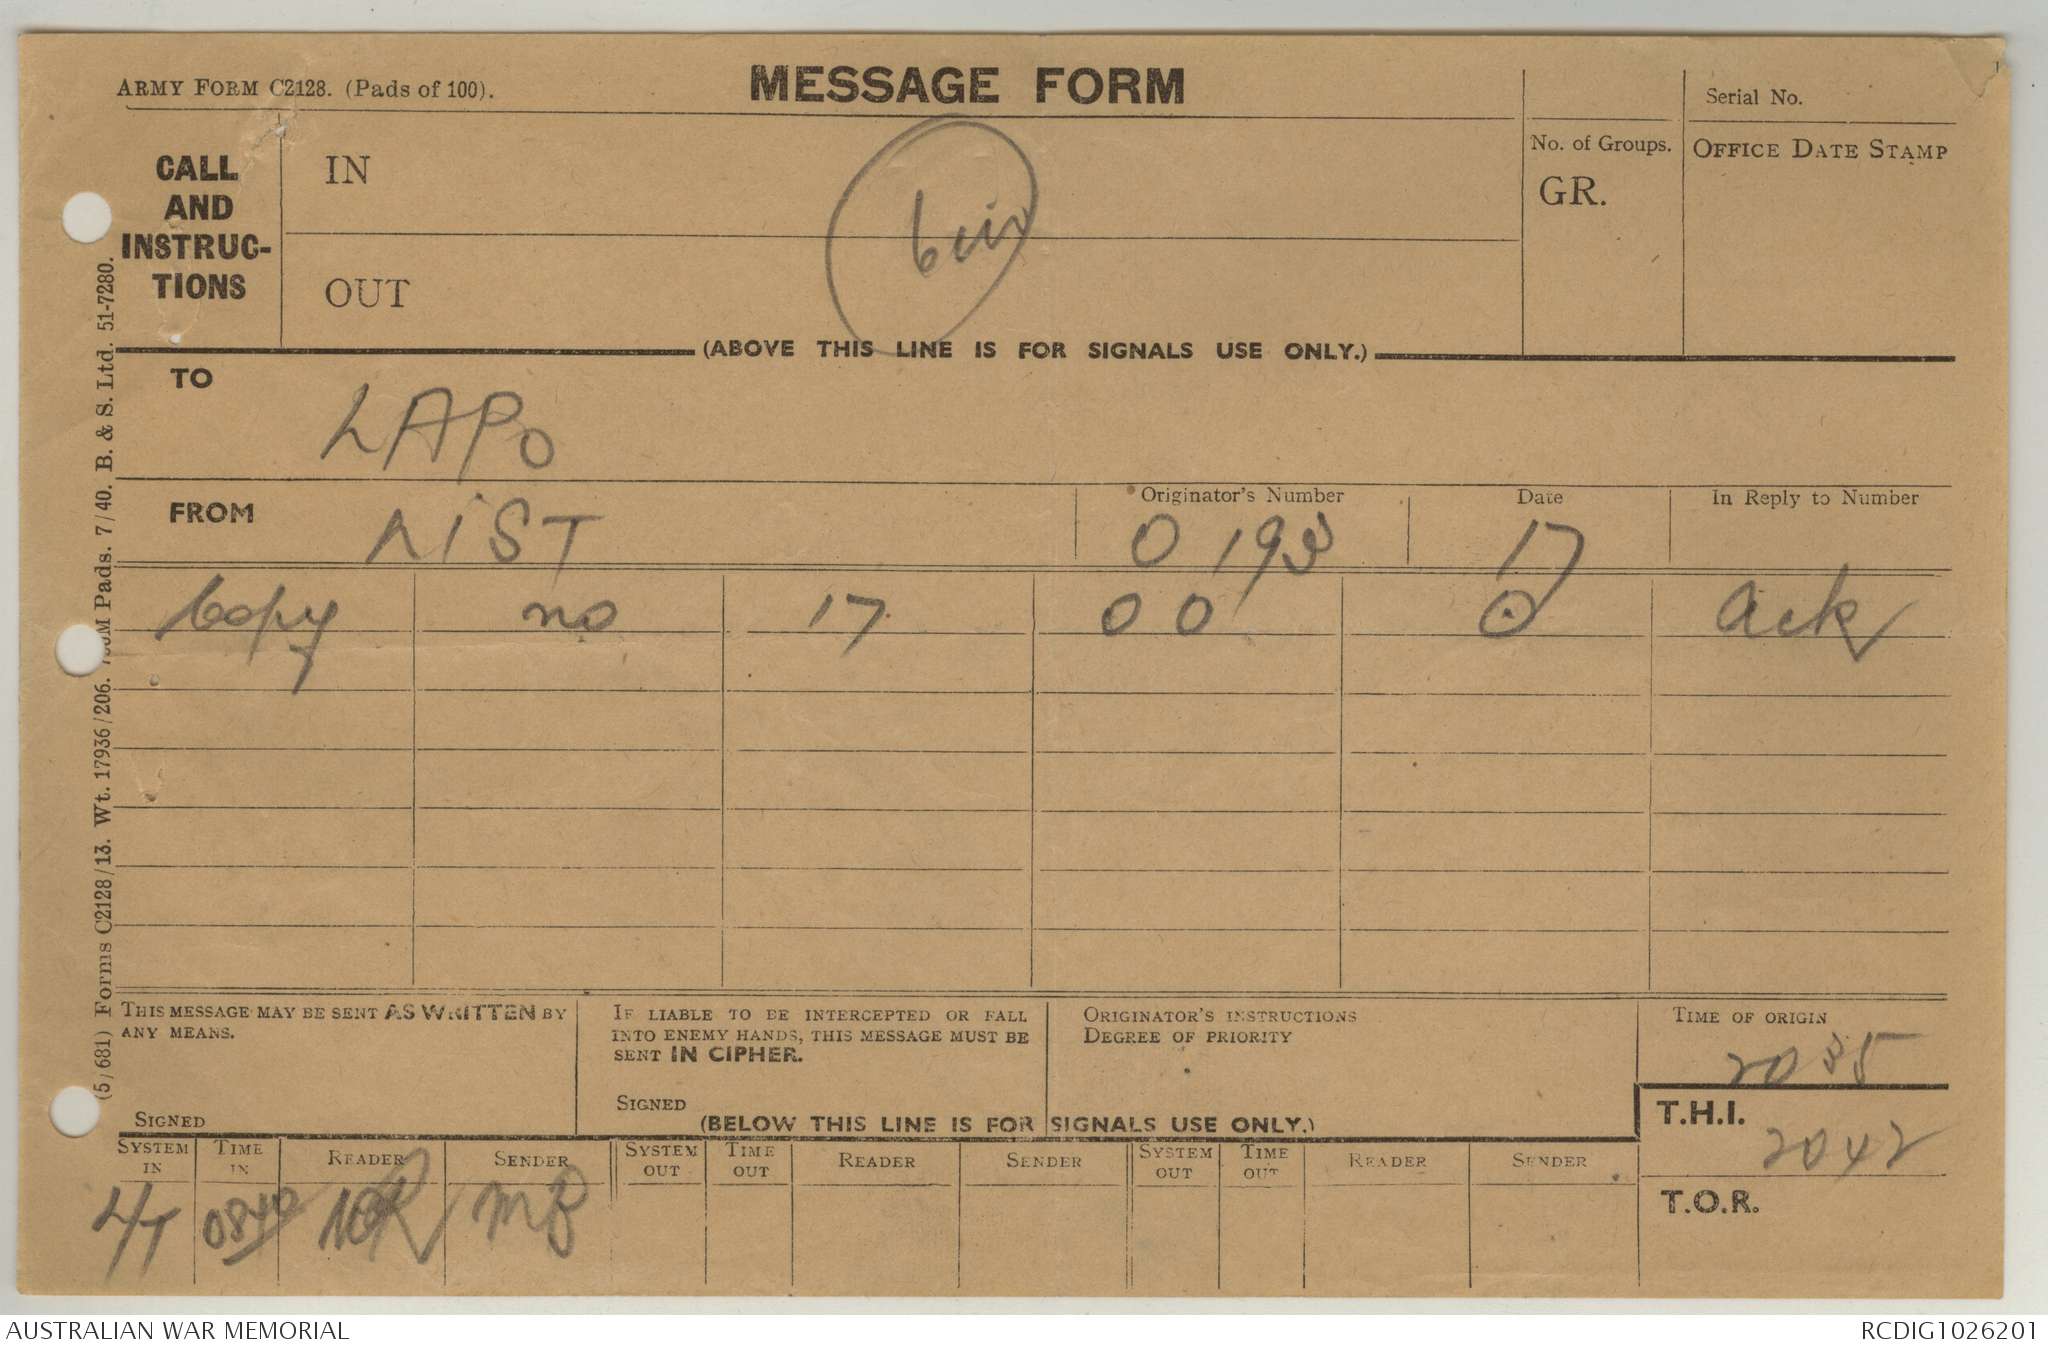 ARMY FORM C2128. (Pads of 100).
MESSAGE FORM
Serial No.
CALL AND INSTRUC-TIONS
IN
OUT
No. of Groups.
GR.
OFFICE DATE STAMP
(ABOVE THIS LINE IS FOR SIGNALS USE ONLY.)
TO
LAPO
FROM
LIST
Originator's Number
O 193
Date
17
In Reply to Number
Copy no 17 00 O ack
THIS MESSAGE MAY BE SENT AS WRITTEN BY
ANY MEANS.
SIGNED
IF LIABLE TO BE INTERCEPTED OR FALL
INTO ENEMY HANDS, THIS MESSAGE MUST BE
SENT IN CIPHER.
SIGNED
ORIGINATOR'S INSTRUCTIONS
DEGREE OF PRIORITY
TIME OF ORIGIN
2035
T.H.I.
2042
T.O.R.
(BELOW THIS LINE IS FOR SIGNALS USE ONLY.)
SYSTEM IN TIME IN READER SENDER SYSTEM OUT TIME OUT READER SENDER SYSTEM OUT TIME OUT READER SENDER
L/T 0840
(5/681) Forms C2128/13. Wt. 17936/206. M Pads. 7/40. B. & S. Ltd. 51-7280.
AUSTRALIAN WAR MEMORIAL
RCDIG1026201